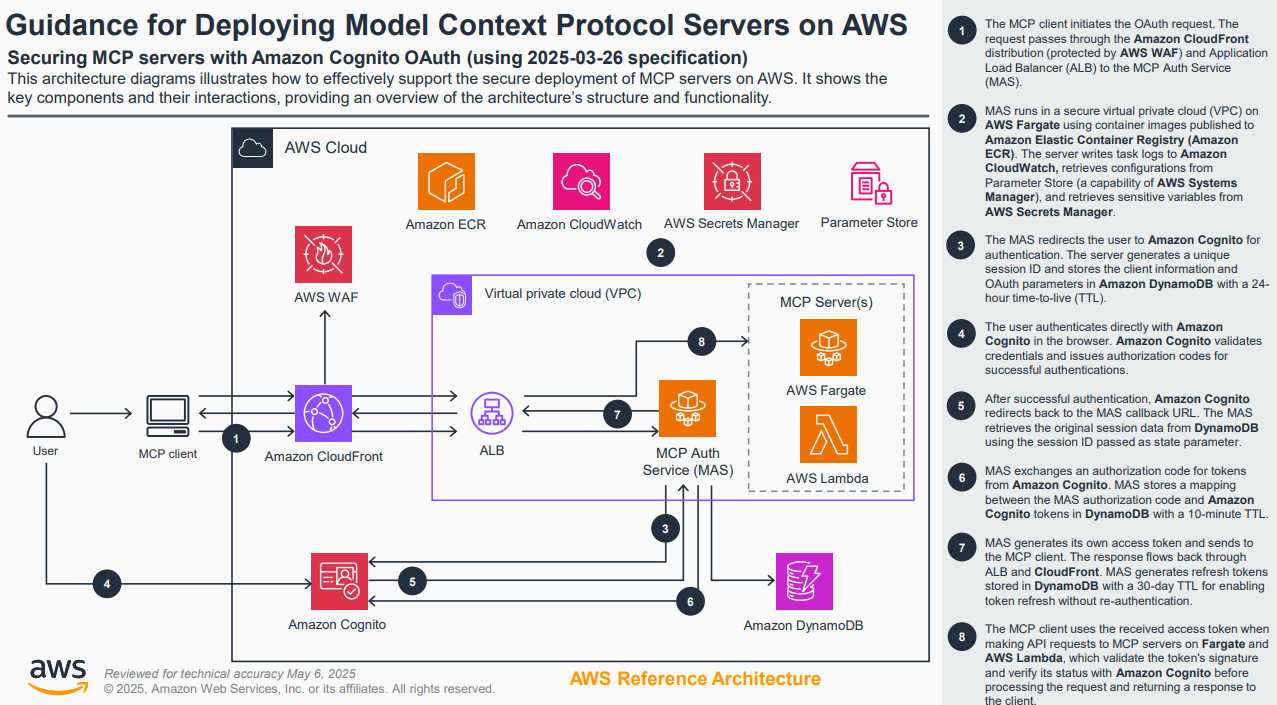 Guidance for Deploying Model Context Protocol Servers on AWS
Securing MCP servers with Amazon Cognito OAuth (using 2025-03-26 specification)
This architecture diagrams illustrates how to effectively support the secure deployment of MCP servers on AWS. It shows the
key components and their interactions, providing an overview of the architecture's structure and functionality.
AWS Cloud
Amazon ECR
Amazon CloudWatch
AWS Secrets Manager
Parameter Store
2
AWS WAF
Virtual private cloud (VPC)
MCP Server(s)
8
AWS Fargate
7
1
User
MCP client
Amazon CloudFront
ALB
MCP Auth
Service (MAS)
AWS Lambda
3
4
5
6
Amazon Cognito
Amazon DynamoDB
aws
Reviewed for technical accuracy May 6, 2025
© 2025, Amazon Web Services, Inc. or its affiliates. All rights reserved.
AWS Reference Architecture
1
The MCP client initiates the OAuth request. The
request passes through the Amazon CloudFront
distribution (protected by AWS WAF) and Application
Load Balancer (ALB) to the MCP Auth Service
(MAS).
2
MAS runs in a secure virtual private cloud (VPC) on
AWS Fargate using container images published to
Amazon Elastic Container Registry (Amazon
ECR). The server writes task logs to Amazon
CloudWatch, retrieves configurations from
Parameter Store (a capability of AWS Systems
Manager), and retrieves sensitive variables from
AWS Secrets Manager.
3
The MAS redirects the user to Amazon Cognito for
authentication. The server generates a unique
session ID and stores the client information and
OAuth parameters in Amazon DynamoDB with a 24-
hour time-to-live (TTL).
4
The user authenticates directly with Amazon
Cognito in the browser. Amazon Cognito validates
credentials and issues authorization codes for
successful authentications.
5
After successful authentication, Amazon Cognito
redirects back to the MAS callback URL. The MAS
retrieves the original session data from DynamoDB
using the session ID passed as state parameter.
6
MAS exchanges an authorization code for tokens
from Amazon Cognito. MAS stores a mapping
between the MAS authorization code and Amazon
Cognito tokens in DynamoDB with a 10-minute TTL.
7
MAS generates its own access token and sends to
the MCP client. The response flows back through
ALB and CloudFront. MAS generates refresh tokens
stored in DynamoDB with a 30-day TTL for enabling
token refresh without re-authentication.
8
The MCP client uses the received access token when
making API requests to MCP servers on Fargate and
AWS Lambda, which validate the token's signature
and verify its status with Amazon Cognito before
processing the request and returning a response to
the client.